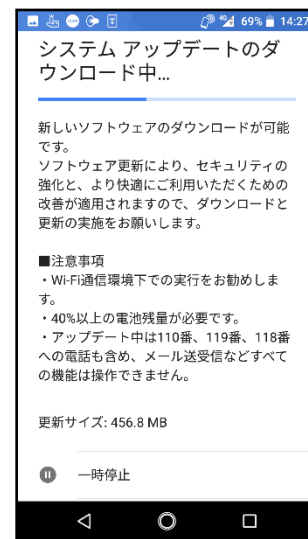 69% 14:27
システム アップデートのダ
ウンロード中...
新しいソフトウェアのダウンロードが可能
です。
ソフトウェア更新により、セキュリティの
強化と、より快適にご利用いただくための
改善が適用されますので、ダウンロードと
更新の実施をお願いします。
■注意事項
・Wi-Fi通信環境下での実行をお勧めしま
す。
・40%以上の電池残量が必要です。
・アップデート中は110番、119番、118番
への電話も含め、メール送受信などすべて
の機能は操作できません。
更新サイズ: 456.8 MB
一時停止